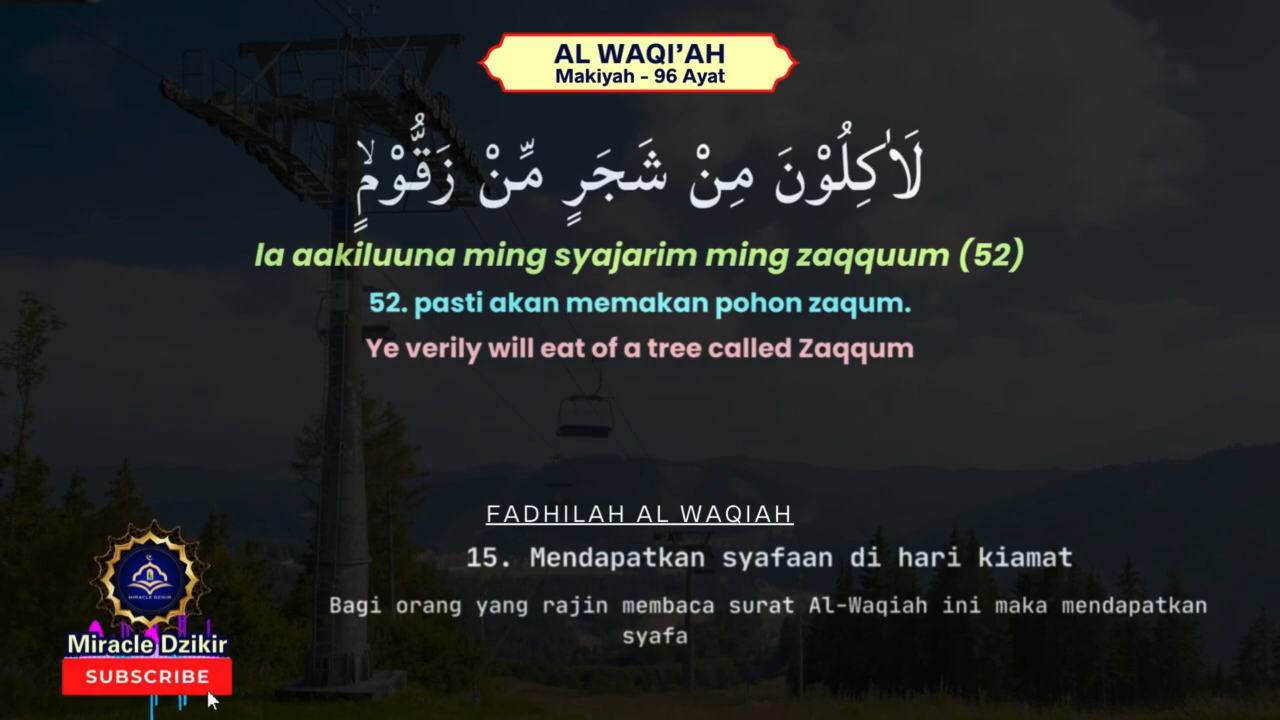 AL WAQI'AH
Makiyah - 96 Ayat
لَاٰكِلُوْنَ مِنْ شَجَرٍ مِّنْ زَقُّوْمٍۙ
la aakiluuna ming syajarim ming zaqquum (52)
52. pasti akan memakan pohon zaqum.
Ye verily will eat of a tree called Zaqqum
FADHILAH AL WAQIAH
15. Mendapatkan syafaan di hari kiamat
Bagi orang yang rajin membaca surat Al-Waqiah ini maka mendapatkan
syafa
MIRACLE DZIKIR
Miracle Dzikir
SUBSCRIBE